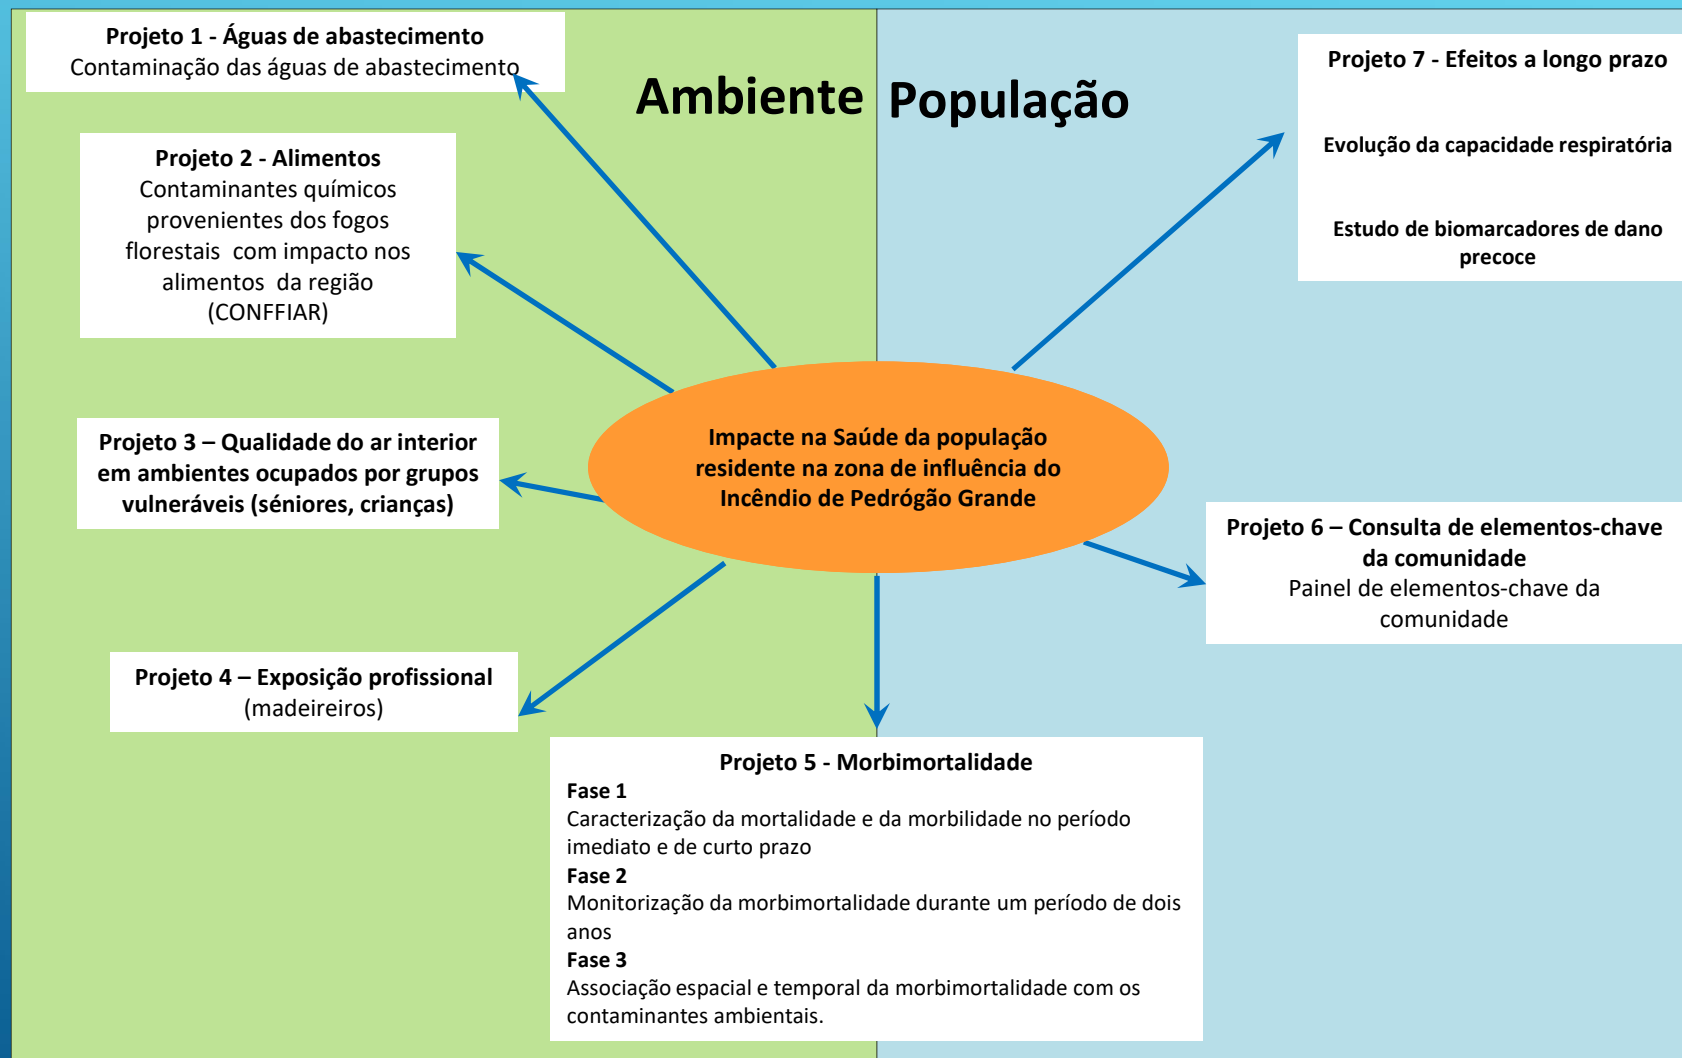 Projeto 1 - Águas de abastecimento
Contaminação das águas de abastecimento
Ambiente
População
Projeto 7 - Efeitos a longo prazo
Evolução da capacidade respiratória
Estudo de biomarcadores de dano
precoce
Projeto 2 - Alimentos
Contaminantes químicos
provenientes dos fogos
florestais com impacto nos
alimentos da região
(CONFFIAR)
Projeto 3 – Qualidade do ar interior
em ambientes ocupados por grupos
vulneráveis (séniores, crianças)
Impacte na Saúde da população
residente na zona de influência do
Incêndio de Pedrógão Grande
Projeto 6 – Consulta de elementos-chave
da comunidade
Painel de elementos-chave da
comunidade
Projeto 4 – Exposição profissional
(madeireiros)
Projeto 5 - Morbimortalidade
Fase 1
Caracterização da mortalidade e da morbilidade no período
imediato e de curto prazo
Fase 2
Monitorização da morbimortalidade durante um período de dois
anos
Fase 3
Associação espacial e temporal da morbimortalidade com os
contaminantes ambientais.